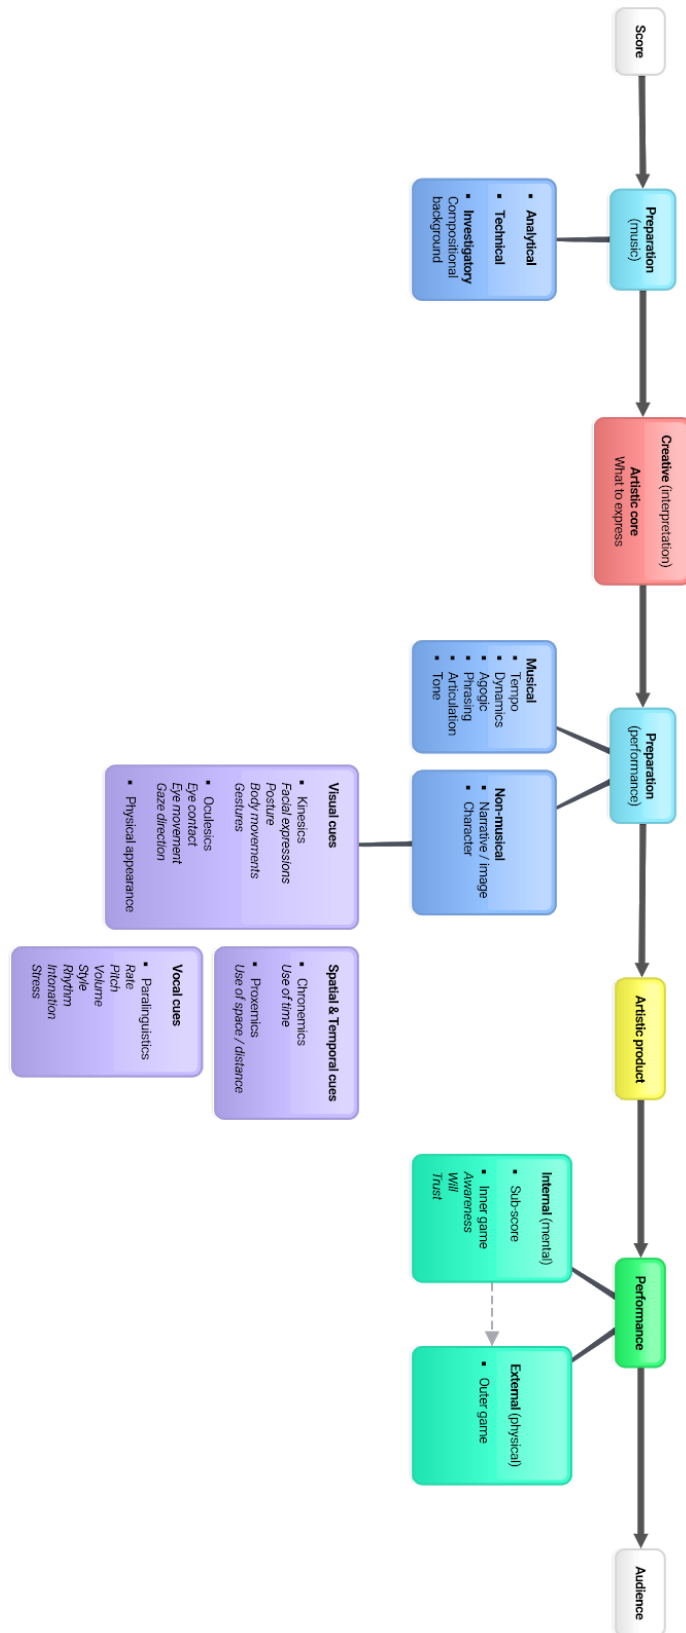 Score
Preparation
(music)
▪ Analytical
▪ Technical
▪ Investigatory
Compositional
background
Creative (interpretation)
Artistic core
What to express
Preparation
(performance)
Musical
▪ Tempo
▪ Dynamics
▪ Agogic
▪ Phrasing
▪ Articulation
▪ Tone
Non-musical
▪ Narrative / image
▪ Character
Visual cues
▪ Kinesics
Facial expressions
Posture
Body movements
Gestures
▪ Oculesics
Eye contact
Eye movement
Gaze direction
▪ Physical appearance
Spatial & Temporal cues
▪ Chronemics
Use of time
▪ Proxemics
Use of space / distance
Vocal cues
▪ Paralinguistics
Rate
Pitch
Volume
Style
Rhythm
Intonation
Stress
Artistic product
Performance
Internal (mental)
▪ Sub-score
▪ Inner game
Awareness
Will
Trust
External (physical)
▪ Outer game
Audience